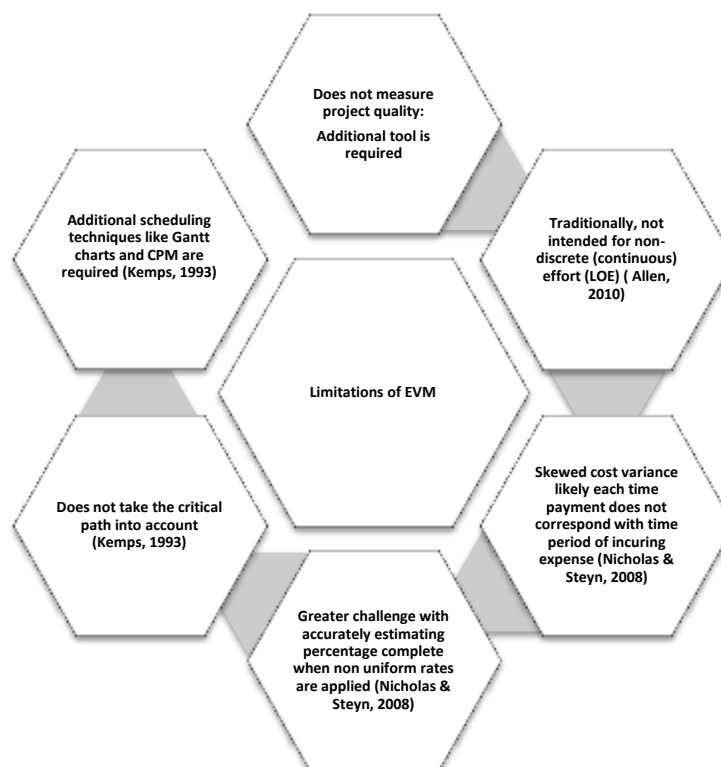 Does not measure
project quality:
Additional tool is
required
Traditionally, not
intended for non-
discrete (continuous)
effort (LOE) ( Allen,
2010)
Skewed cost variance
likely each time
payment does not
correspond with time
period of incuring
expense (Nicholas &
Steyn, 2008)
Greater challenge with
accurately estimating
percentage complete
when non uniform rates
are applied (Nicholas &
Steyn, 2008)
Does not take the critical
path into account
(Kemps, 1993)
Additional scheduling
techniques like Gantt
charts and CPM are
required (Kemps, 1993)
Limitations of EVM